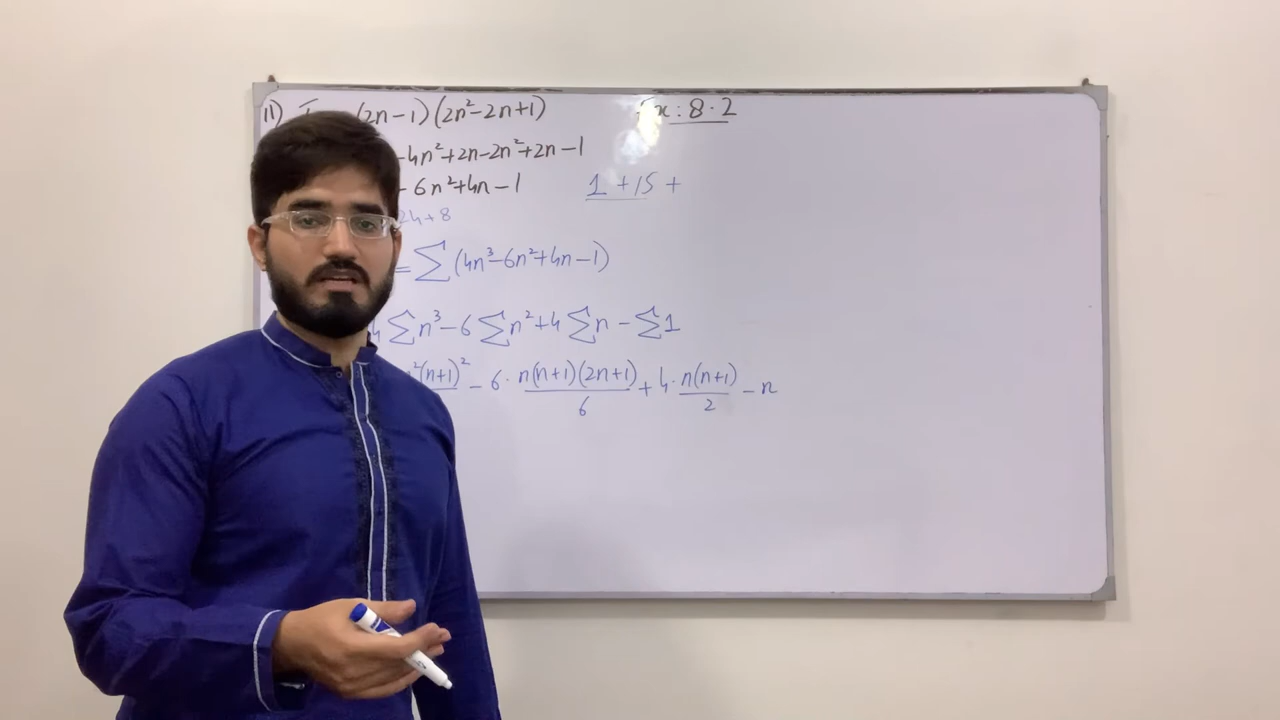 11) T (2n-1)(2n²-2n+1) Ex: 8.2
-4n²+2n-2n²+2n-1
- 6n²+4n-1 1 + 15 +
24+8
= ∑ (4n³-6n²+4n-1)
4 ∑ n³ - 6 ∑ n² + 4 ∑ n - ∑ 1
n²(n+1)² - 6 · n(n+1)(2n+1)/6 + 4 · n(n+1)/2 - n